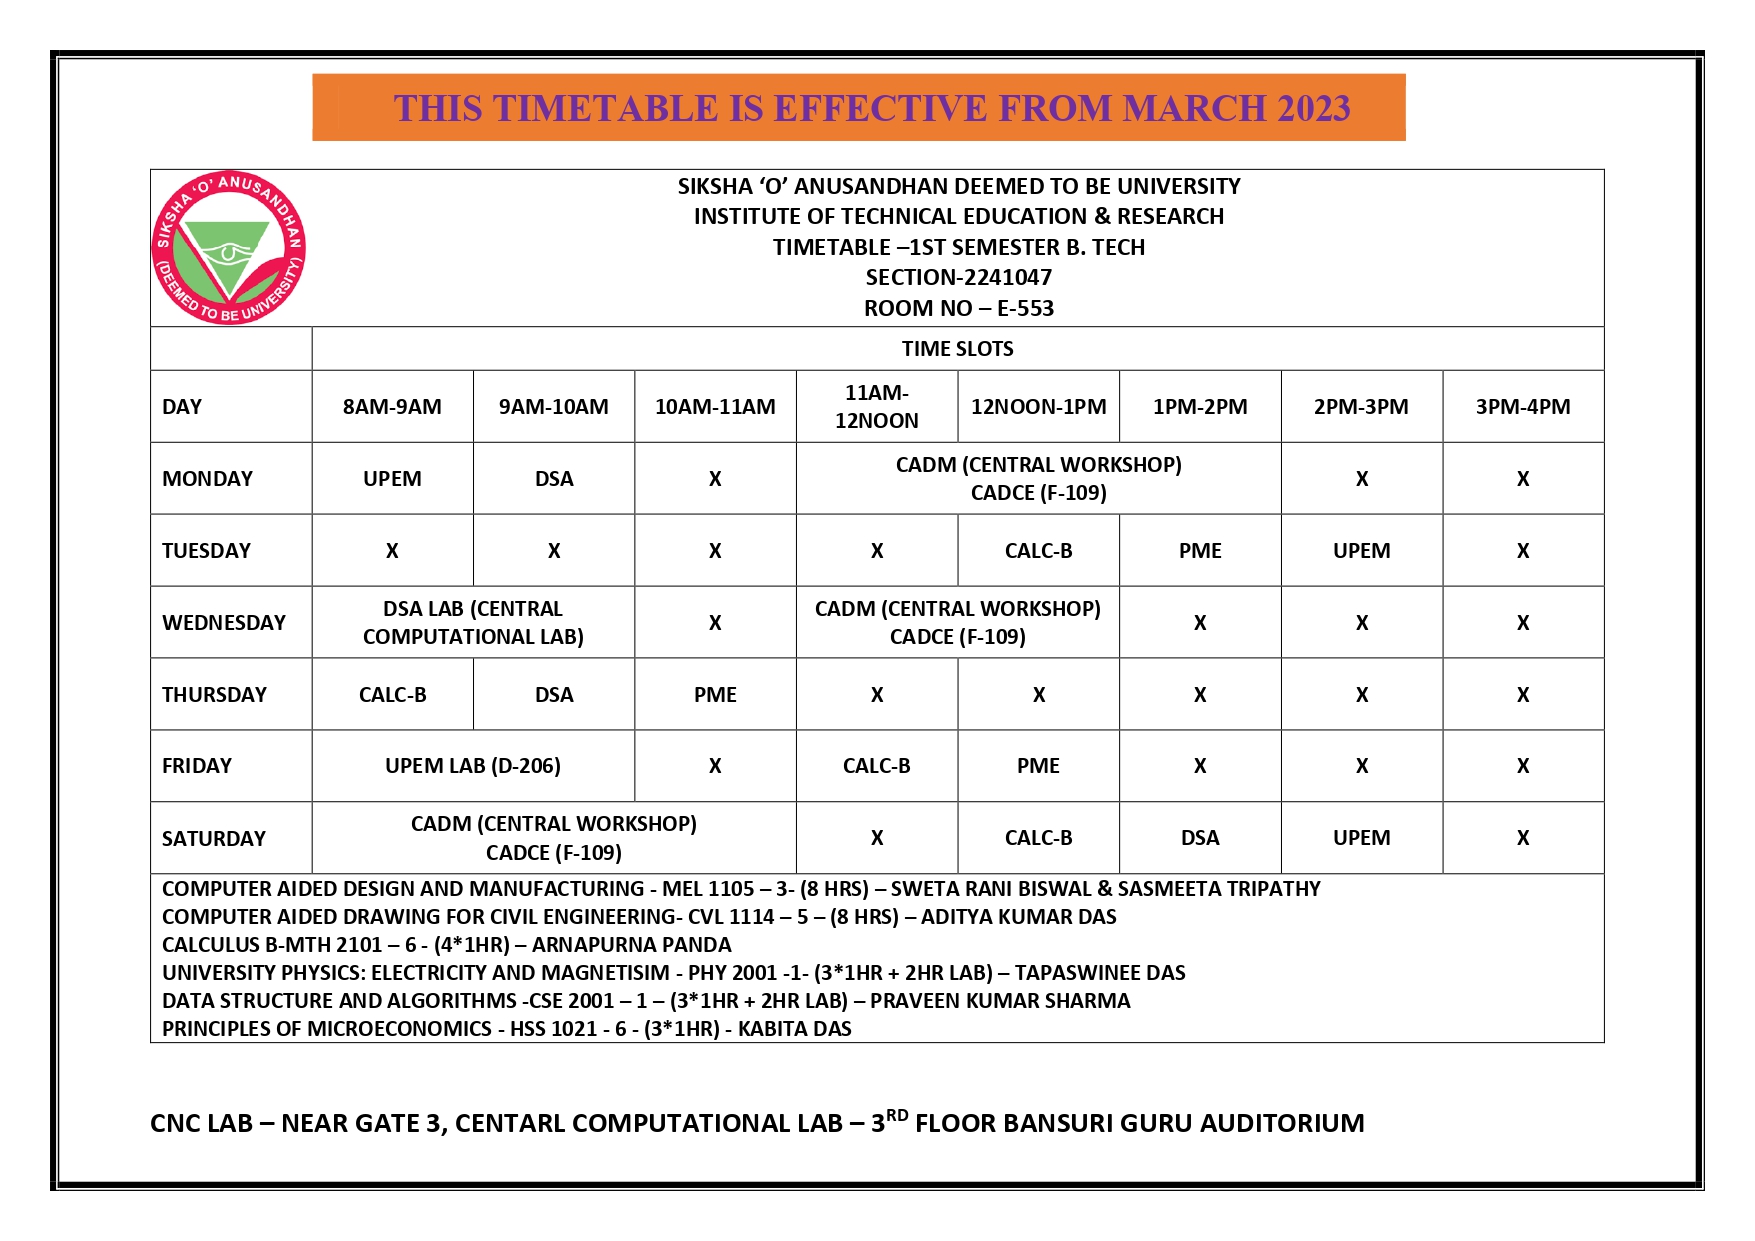 THIS TIMETABLE IS EFFECTIVE FROM MARCH 2023
SIKSHA 'O' ANUSANDHAN
(DEEMED TO BE UNIVERSITY)
SIKSHA ‘O’ ANUSANDHAN DEEMED TO BE UNIVERSITY
INSTITUTE OF TECHNICAL EDUCATION & RESEARCH
TIMETABLE –1ST SEMESTER B. TECH
SECTION-2241047
ROOM NO – E-553
TIME SLOTS
DAY 8AM-9AM 9AM-10AM 10AM-11AM 11AM-12NOON 12NOON-1PM 1PM-2PM 2PM-3PM 3PM-4PM
MONDAY UPEM DSA X CADM (CENTRAL WORKSHOP) CADCE (F-109) X X
TUESDAY X X X X CALC-B PME UPEM X
WEDNESDAY DSA LAB (CENTRAL COMPUTATIONAL LAB) X CADM (CENTRAL WORKSHOP) CADCE (F-109) X X X
THURSDAY CALC-B DSA PME X X X X X
FRIDAY UPEM LAB (D-206) X CALC-B PME X X X
SATURDAY CADM (CENTRAL WORKSHOP) CADCE (F-109) X CALC-B DSA UPEM X
COMPUTER AIDED DESIGN AND MANUFACTURING - MEL 1105 – 3- (8 HRS) – SWETA RANI BISWAL & SASMEETA TRIPATHY
COMPUTER AIDED DRAWING FOR CIVIL ENGINEERING- CVL 1114 – 5 – (8 HRS) – ADITYA KUMAR DAS
CALCULUS B-MTH 2101 – 6 - (4*1HR) – ARNAPURNA PANDA
UNIVERSITY PHYSICS: ELECTRICITY AND MAGNETISIM - PHY 2001 -1- (3*1HR + 2HR LAB) – TAPASWINEE DAS
DATA STRUCTURE AND ALGORITHMS -CSE 2001 – 1 – (3*1HR + 2HR LAB) – PRAVEEN KUMAR SHARMA
PRINCIPLES OF MICROECONOMICS - HSS 1021 - 6 - (3*1HR) - KABITA DAS
CNC LAB – NEAR GATE 3, CENTARL COMPUTATIONAL LAB – 3RD FLOOR BANSURI GURU AUDITORIUM